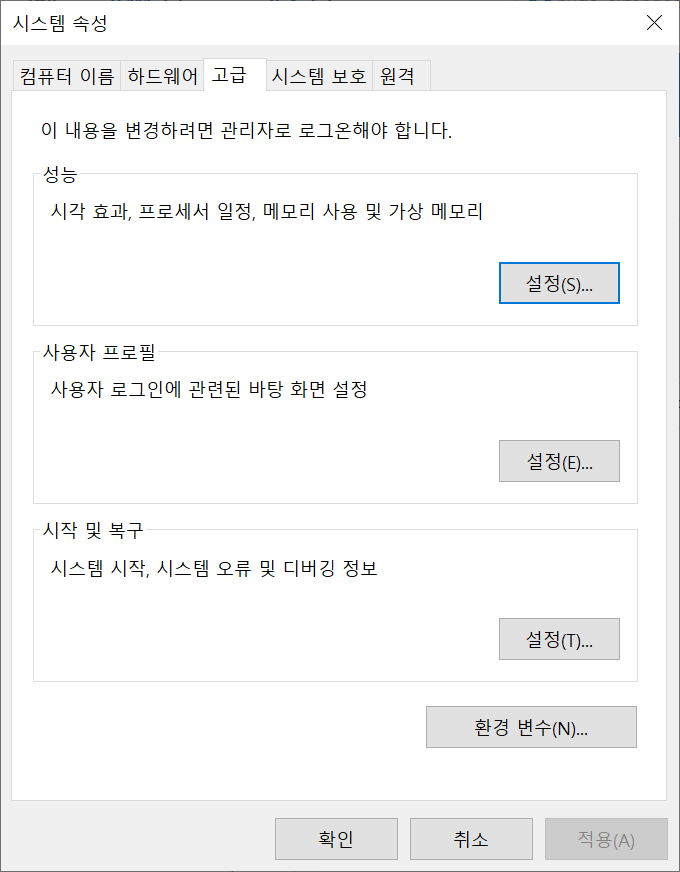 시스템 속성
컴퓨터 이름 하드웨어 고급 시스템 보호 원격
이 내용을 변경하려면 관리자로 로그온해야 합니다.
성능
시각 효과, 프로세서 일정, 메모리 사용 및 가상 메모리
설정(S)...
사용자 프로필
사용자 로그인에 관련된 바탕 화면 설정
설정(E)...
시작 및 복구
시스템 시작, 시스템 오류 및 디버깅 정보
설정(T)...
환경 변수(N)...
확인 취소 적용(A)